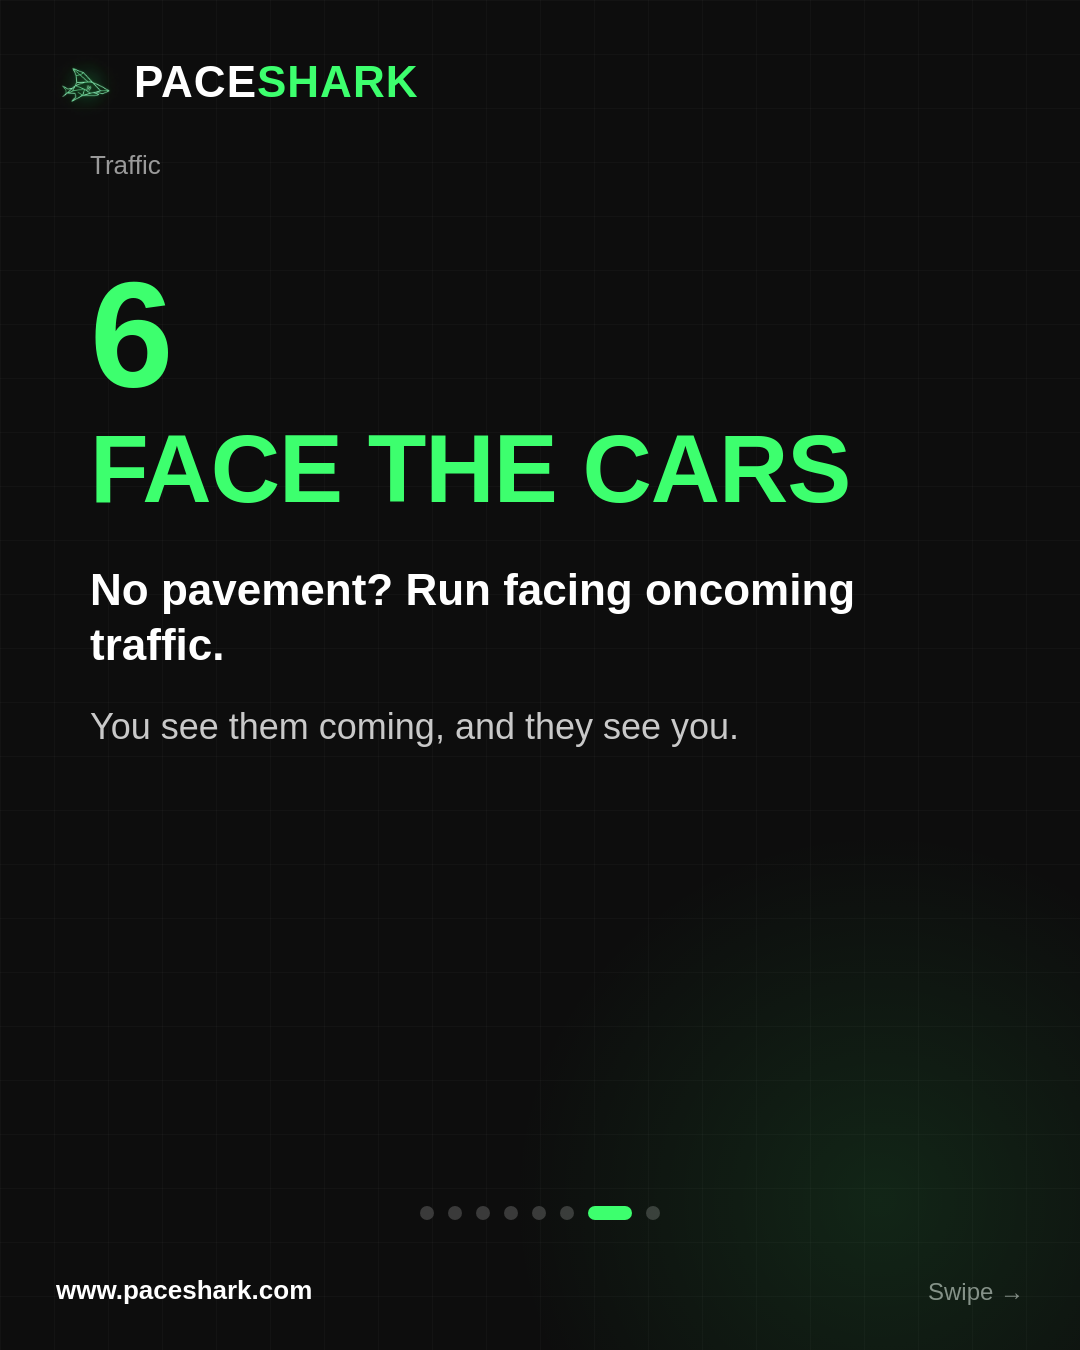 PACESHARK
Traffic
6
FACE THE CARS
No pavement? Run facing oncoming
traffic.
You see them coming, and they see you.
www.paceshark.com
Swipe →